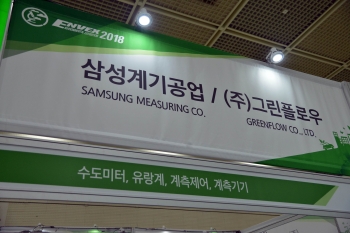 ENVEX 2018
삼성계기공업 / (주)그린플로우
SAMSUNG MEASURING CO. GREENFLOW CO., LTD.
수도미터, 유량계, 계측제어, 계측기기